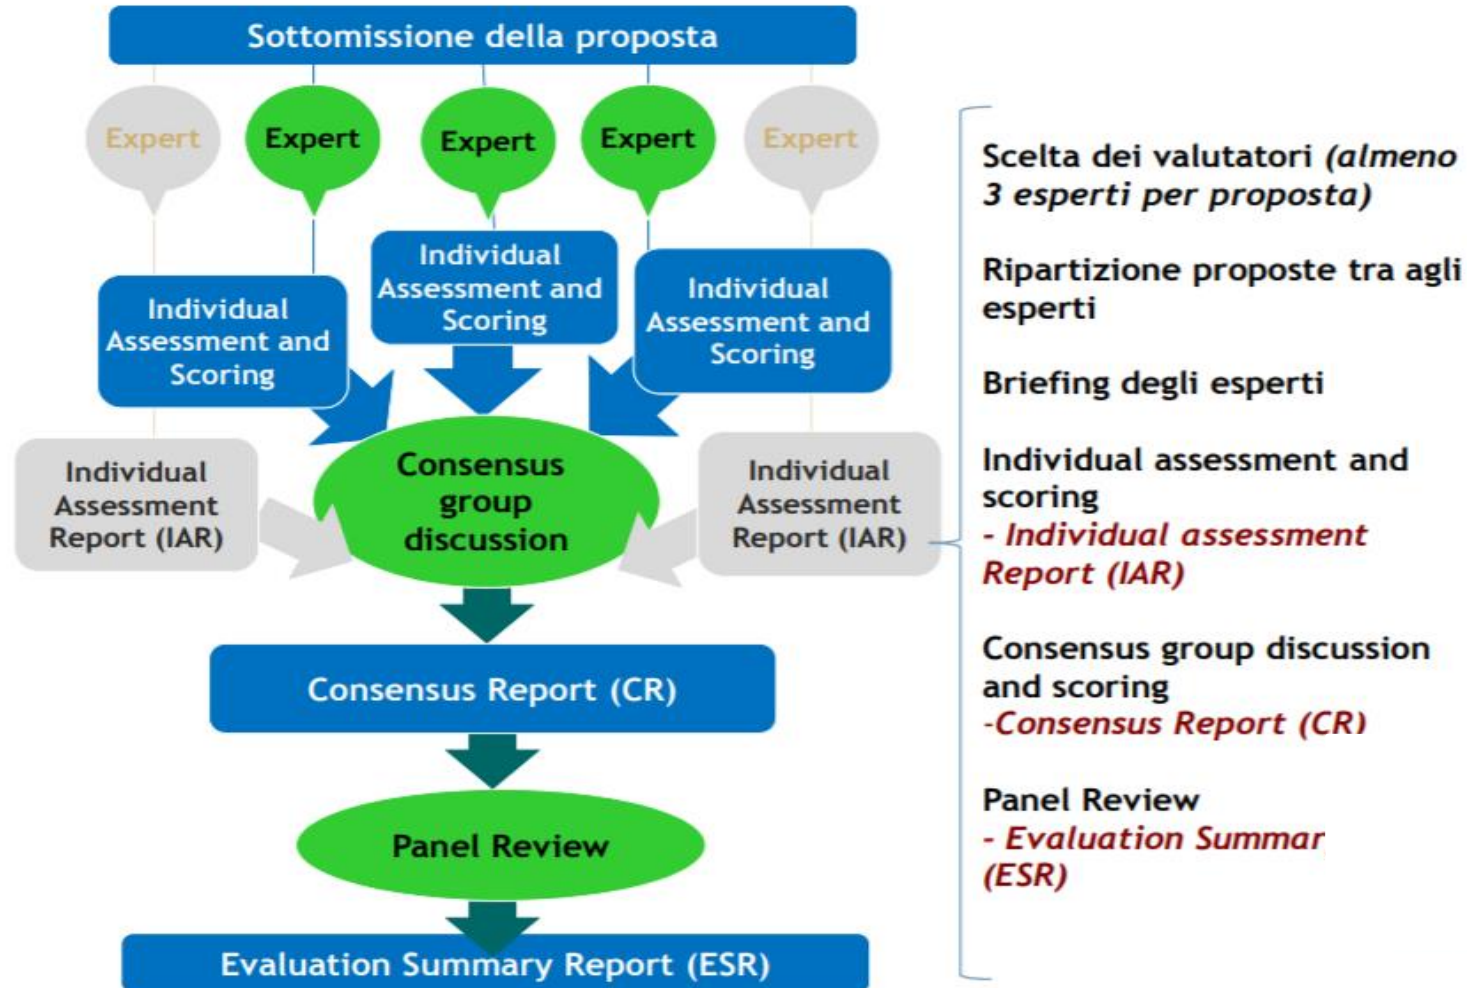 Sottomissione della proposta
Expert
Expert
Expert
Expert
Expert
Individual
Assessment and
Scoring
Individual
Assessment and
Scoring
Individual
Assessment and
Scoring
Individual
Assessment
Report (IAR)
Consensus
group
discussion
Individual
Assessment
Report (IAR)
Consensus Report (CR)
Panel Review
Evaluation Summary Report (ESR)
Scelta dei valutatori (almeno
3 esperti per proposta)
Ripartizione proposte tra agli
esperti
Briefing degli esperti
Individual assessment and
scoring
- Individual assessment
Report (IAR)
Consensus group discussion
and scoring
-Consensus Report (CR)
Panel Review
- Evaluation Summar
(ESR)